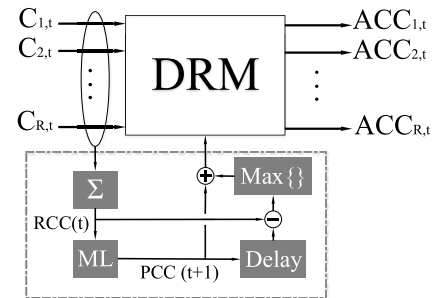 C1,t
ACC1,t
C2,t
ACC2,t
DRM
CR,t
ACCR,t
Σ
Max{}
RCC(t)
ML
PCC (t+1)
Delay